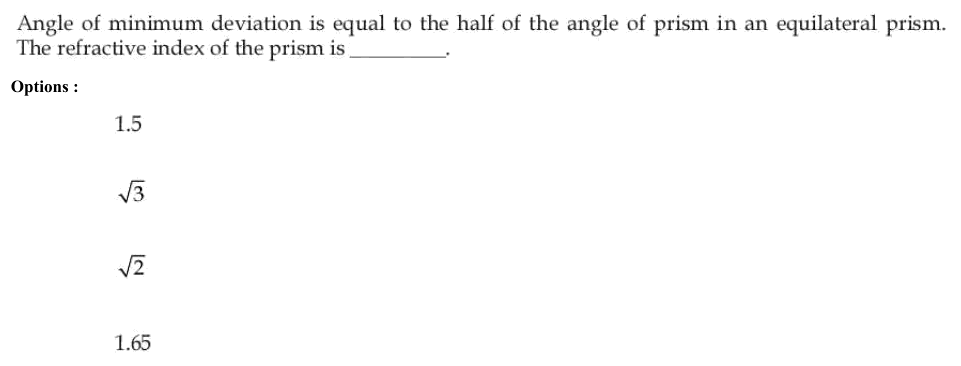 Angle of minimum deviation is equal to the half of the angle of prism in an equilateral prism.
The refractive index of the prism is _________.
Options :
1.5
√3
√2
1.65